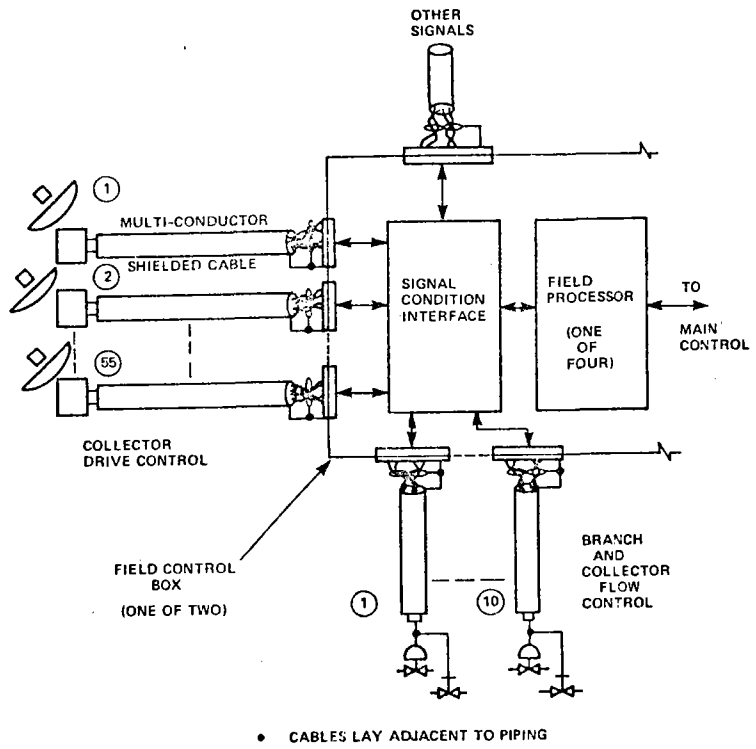 OTHER
SIGNALS
1
MULTI-CONDUCTOR
SHIELDED CABLE
2
55
COLLECTOR
DRIVE CONTROL
SIGNAL
CONDITION
INTERFACE
FIELD
PROCESSOR
(ONE
OF
FOUR)
TO
MAIN
CONTROL
FIELD CONTROL
BOX
(ONE OF TWO)
1
10
BRANCH
AND
COLLECTOR
FLOW
CONTROL
• CABLES LAY ADJACENT TO PIPING